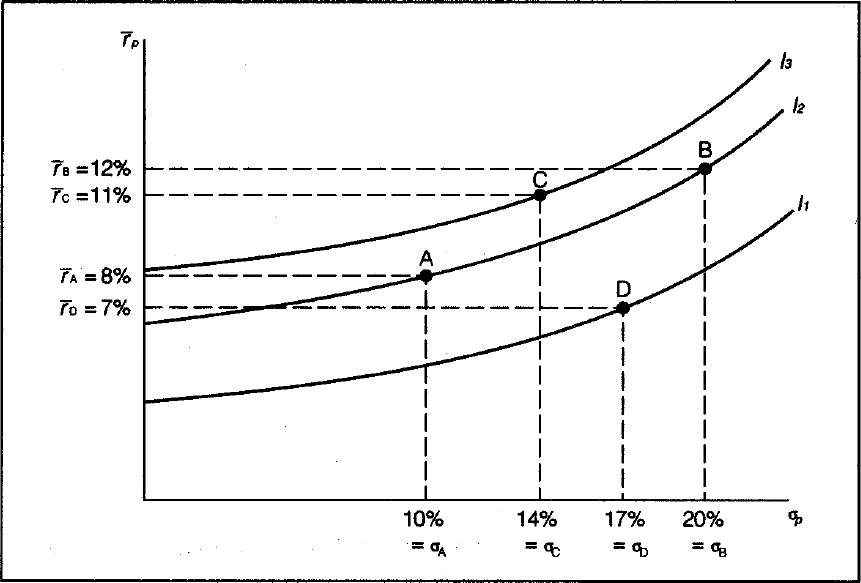 r̄p
I3
I2
r̄B = 12%
B
r̄C = 11%
C
I1
A
r̄A = 8%
D
r̄D = 7%
10% 14% 17% 20% σp
= σA = σC = σD = σB